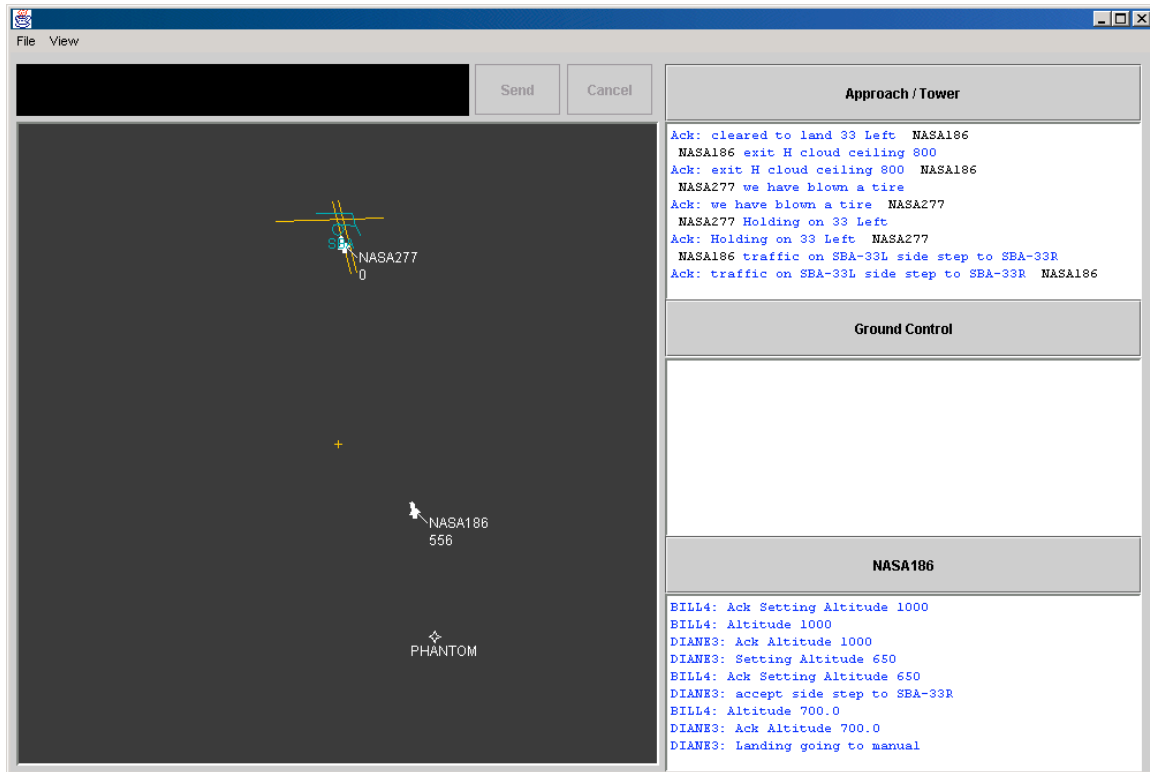 File View
Send Cancel
Approach / Tower
Ack: cleared to land 33 Left NASA186
NASA186 exit H cloud ceiling 800
Ack: exit H cloud ceiling 800 NASA186
NASA277 we have blown a tire
Ack: we have blown a tire NASA277
NASA277 Holding on 33 Left
Ack: Holding on 33 Left NASA277
NASA186 traffic on SBA-33L side step to SBA-33R
Ack: traffic on SBA-33L side step to SBA-33R NASA186
SBA
NASA277
0
NASA186
556
PHANTOM
Ground Control
NASA186
BILL4: Ack Setting Altitude 1000
BILL4: Altitude 1000
DIANE3: Ack Altitude 1000
DIANE3: Setting Altitude 650
BILL4: Ack Setting Altitude 650
DIANE3: accept side step to SBA-33R
BILL4: Altitude 700.0
DIANE3: Ack Altitude 700.0
DIANE3: Landing going to manual